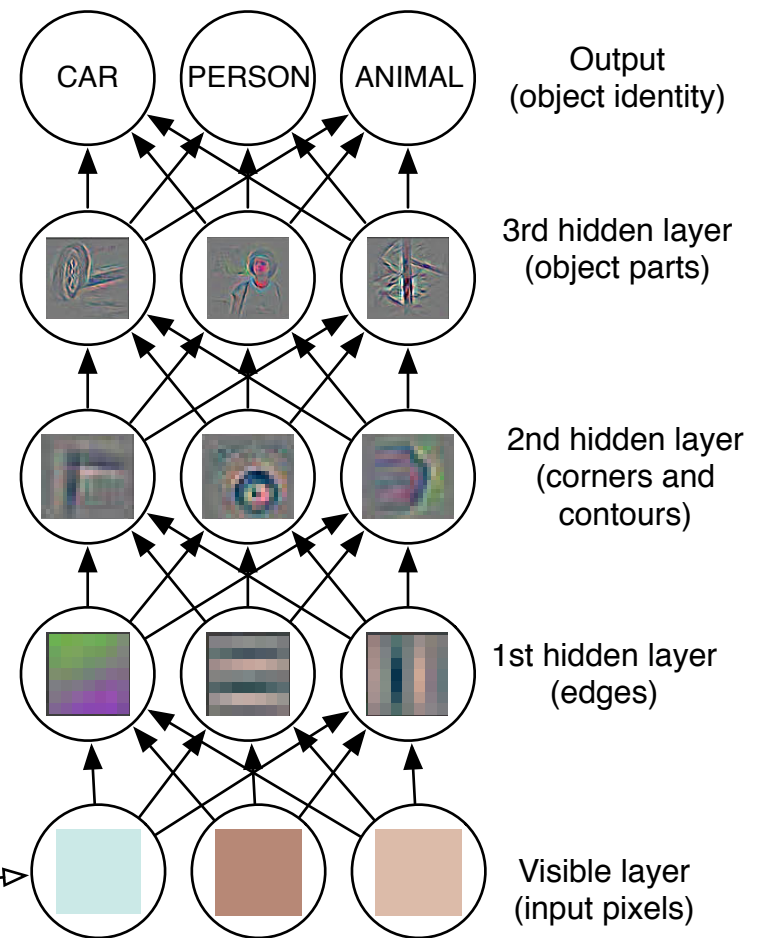 CAR PERSON ANIMAL
Output
(object identity)
3rd hidden layer
(object parts)
2nd hidden layer
(corners and
contours)
1st hidden layer
(edges)
Visible layer
(input pixels)